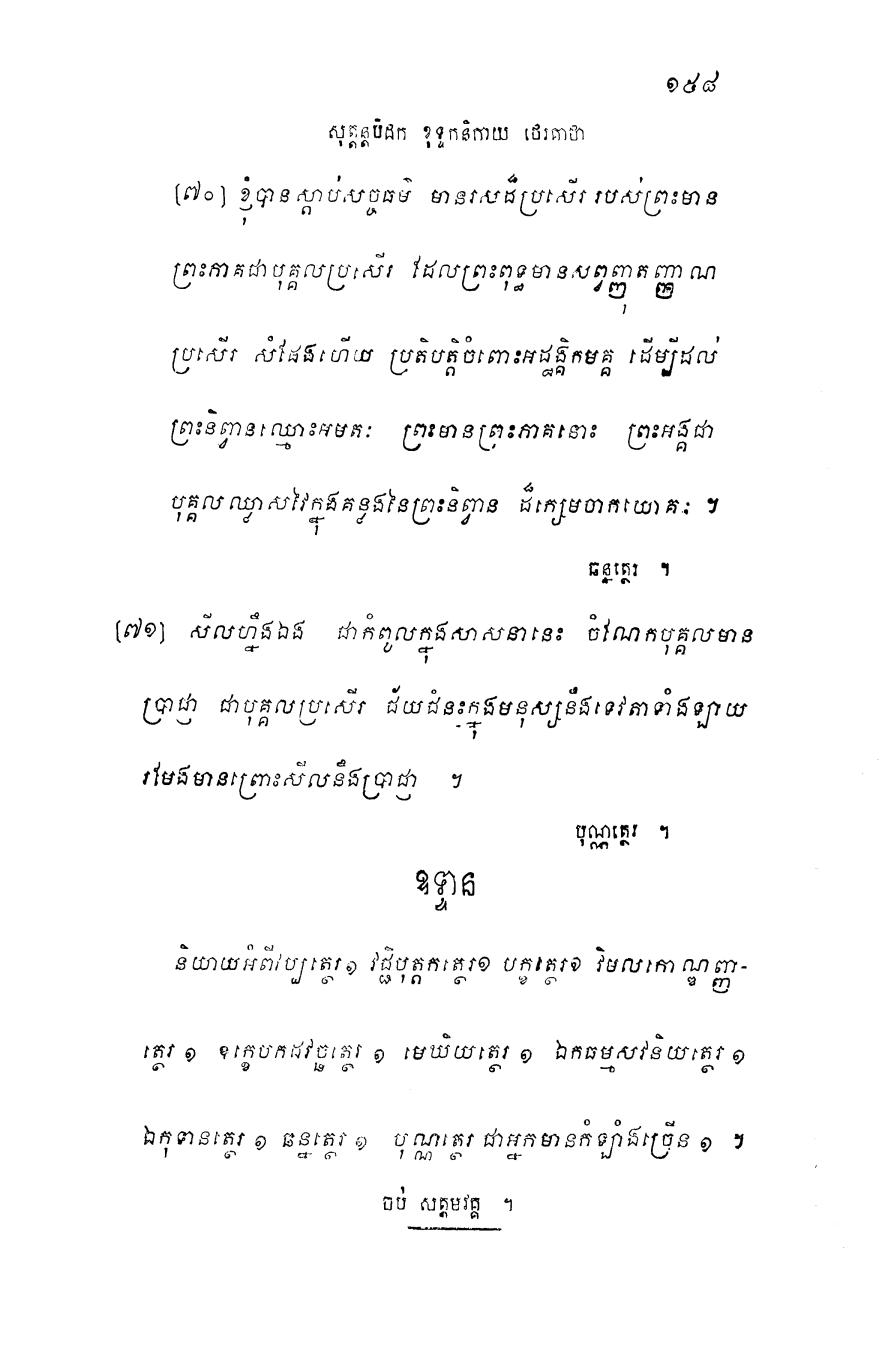 ១៥៨
សុត្តន្តបិដក ខុទ្ទកនិកាយ ថេរគាថា
[៧០] ខ្ញុំបានស្តាប់សច្ចធម៌ មានរសដ៏ប្រសើរ របស់ព្រះមាន
ព្រះភាគជាបុគ្គលប្រសើរ ដែលព្រះពុទ្ធមានសព្វញ្ញុតញ្ញាណ
ប្រសើរ សំដែងហើយ ប្រតិបត្តិចំពោះអដ្ឋង្គិកមគ្គ ដើម្បីដល់
ព្រះនិព្វានឈ្មោះអមតៈ ព្រះមានព្រះភាគនោះ ព្រះអង្គជា
បុគ្គលឈ្លាសវៃក្នុងគន្លងនៃព្រះនិព្វាន ដ៏ក្សេមចាកយោគៈ ។
ឆន្នត្ថេរ ។
[៧១] សីលហ្នឹងឯង ជាកំពូលក្នុងសាសនានេះ ចំណែកបុគ្គលមាន
ប្រាជ្ញា ជាបុគ្គលប្រសើរ ជ័យជំនះក្នុងមនុស្សនឹងទេវតាទាំងឡាយ
រមែងមានព្រោះសីលនឹងប្រាជ្ញា ។
បុណ្ណត្ថេរ ។
ឧទ្ទាន
និយាយអំពីវប្បត្ថេរ១ វជ្ជិបុត្តកត្ថេរ១ បក្ខត្ថេរ១ វិមលកោណ្ឌញ្ញ-
ត្ថេរ ១ ឧក្ខេបកដវច្ឆត្ថេរ ១ មេឃិយត្ថេរ ១ ឯកធម្មសវនិយត្ថេរ ១
ឯកុទានត្ថេរ ១ ឆន្នត្ថេរ ១ បុណ្ណត្ថេរ ជាអ្នកមានកំឡាំងច្រើន ១ ។
ចប់ សត្តមវគ្គ ។